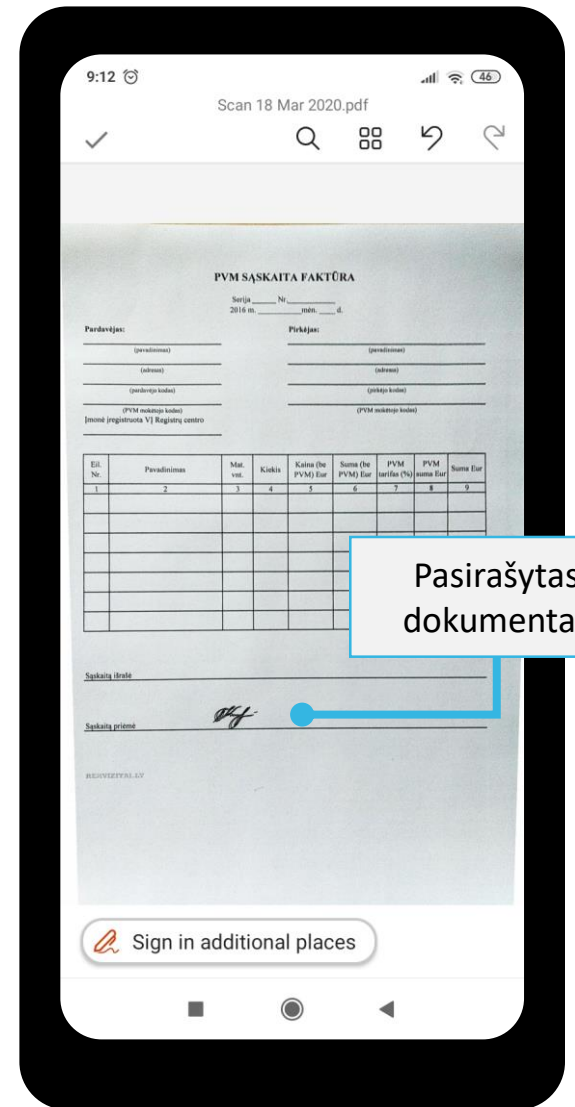 9:12 46
Scan 18 Mar 2020.pdf
PVM SĄSKAITA FAKTŪRA
Serija ______ Nr.__________
2016 m. __________mėn. ____ d.
Pardavėjas: Pirkėjas:
(pavadinimas) (pavadinimas)
(adresas) (adresas)
(pardavėjo kodas) (pirkėjo kodas)
(PVM mokėtojo kodas) (PVM mokėtojo kodas)
Įmonė įregistruota VĮ Registrų centro
Eil. Nr. Pavadinimas Mat. vnt. Kiekis Kaina (be PVM) Eur Suma (be PVM) Eur PVM tarifas (%) PVM suma Eur Suma Eur
1 2 3 4 5 6 7 8 9
Pasirašytas
dokumenta
Sąskaitą išrašė
Sąskaitą priėmė
REKVIZITAI.LT
Sign in additional places